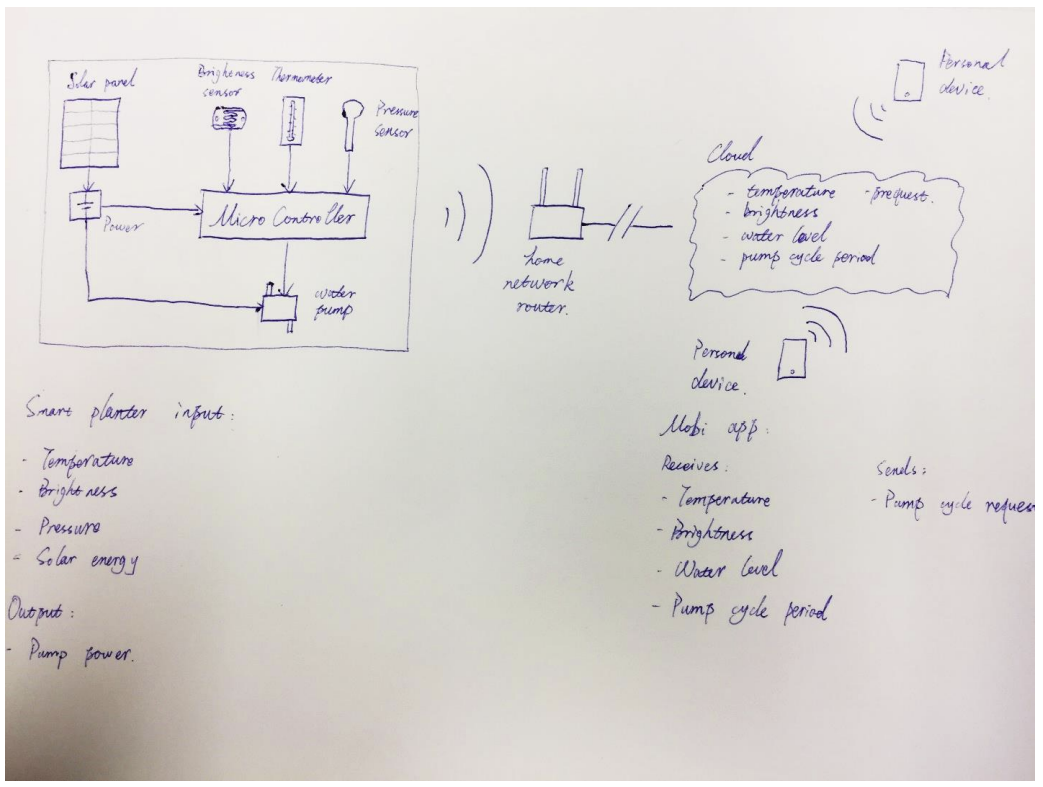 Solar panel
Brighteness
sensor
Thermometer
Pressure
sensor
Power
Micro Controller
water
pump
home
network
router.
Personal
device.
Cloud
- temperature - prequest.
- brightness
- water level
- pump cycle period
Personal
device.
Smart planter input:
- Temperature
- Brightness
- Pressure
- Solar energy
Output:
- Pump power.
Mobi app:
Receives:
- Temperature
- Brightness
- Water level
- Pump cycle period
Sends:
- Pump cycle reques